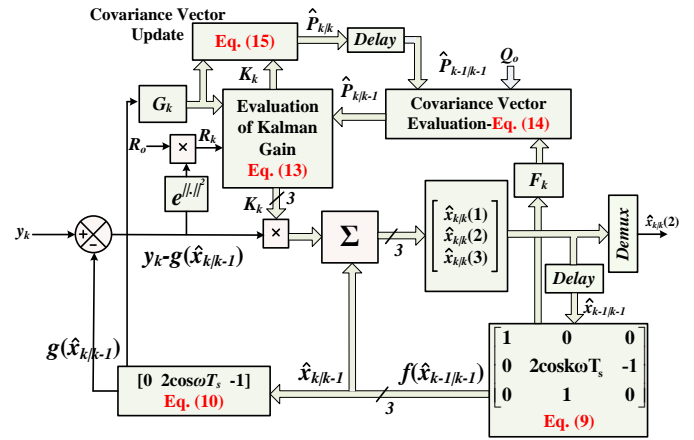 Covariance Vector
Update
Eq. (15)
P̂k/k
Delay
P̂k-1/k-1
Qo
Kk
P̂k/k-1
Gk
Evaluation
of Kalman
Gain
Eq. (13)
Covariance Vector
Evaluation-Eq. (14)
Ro
×
Rk
e||.||²
3
Kk
Fk
yk
+
-
×
Σ
3
x̂k/k(1)
x̂k/k(2)
x̂k/k(3)
Demux
x̂k/k(2)
yk-g(x̂k/k-1)
Delay
x̂k-1/k-1
g(x̂k/k-1)
[0 2cosωTs -1]
Eq. (10)
x̂k/k-1
f(x̂k-1/k-1)
3
1 0 0
0 2coskωTs -1
0 1 0
Eq. (9)